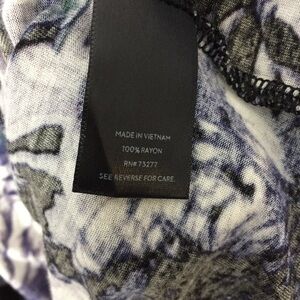 MADE IN VIETNAM
100% RAYON
RN# 73277
SEE REVERSE FOR CARE.